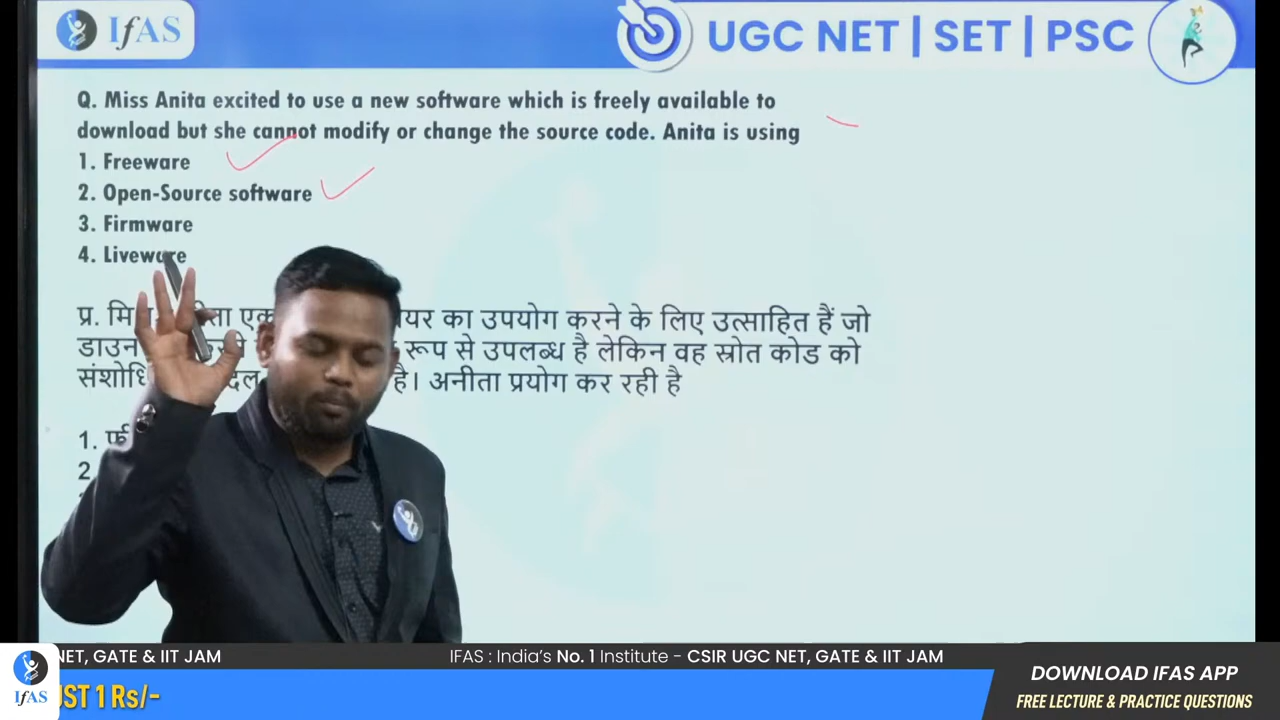 IfAS
UGC NET | SET | PSC
Q. Miss Anita excited to use a new software which is freely available to
download but she cannot modify or change the source code. Anita is using
1. Freeware
2. Open-Source software
3. Firmware
4. Liveware
प्र. का उपयोग करने के लिए उत्साहित हैं जो
रूप से उपलब्ध है लेकिन वह स्रोत कोड को
है। अनीता प्रयोग कर रही है
1.
2.
NET, GATE & IIT JAM
IFAS : India's No. 1 Institute - CSIR UGC NET, GATE & IIT JAM
IfAS
1 Rs/-
DOWNLOAD IFAS APP
FREE LECTURE & PRACTICE QUESTIONS